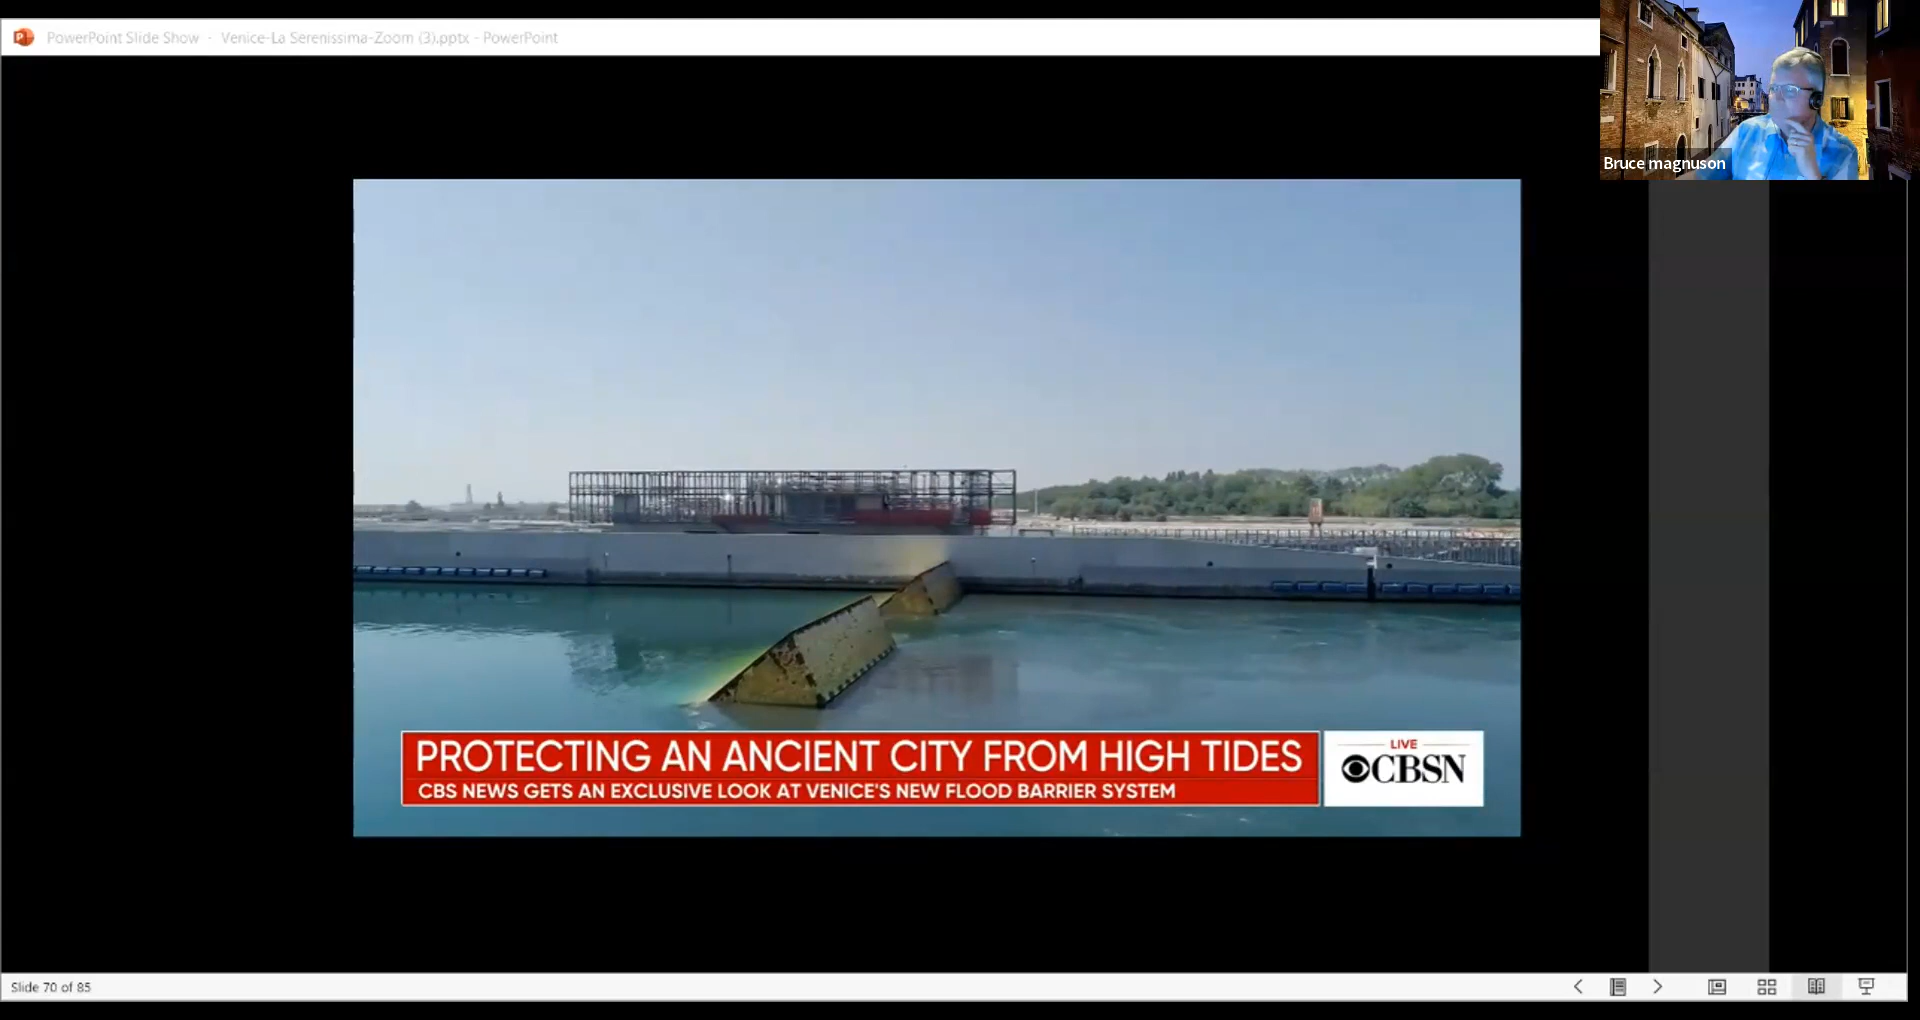 PowerPoint Slide Show - Venice-La Serenissima-Zoom (3).pptx - PowerPoint
Bruce magnuson
PROTECTING AN ANCIENT CITY FROM HIGH TIDES
CBS NEWS GETS AN EXCLUSIVE LOOK AT VENICE'S NEW FLOOD BARRIER SYSTEM
LIVE
CBSN
Slide 70 of 85